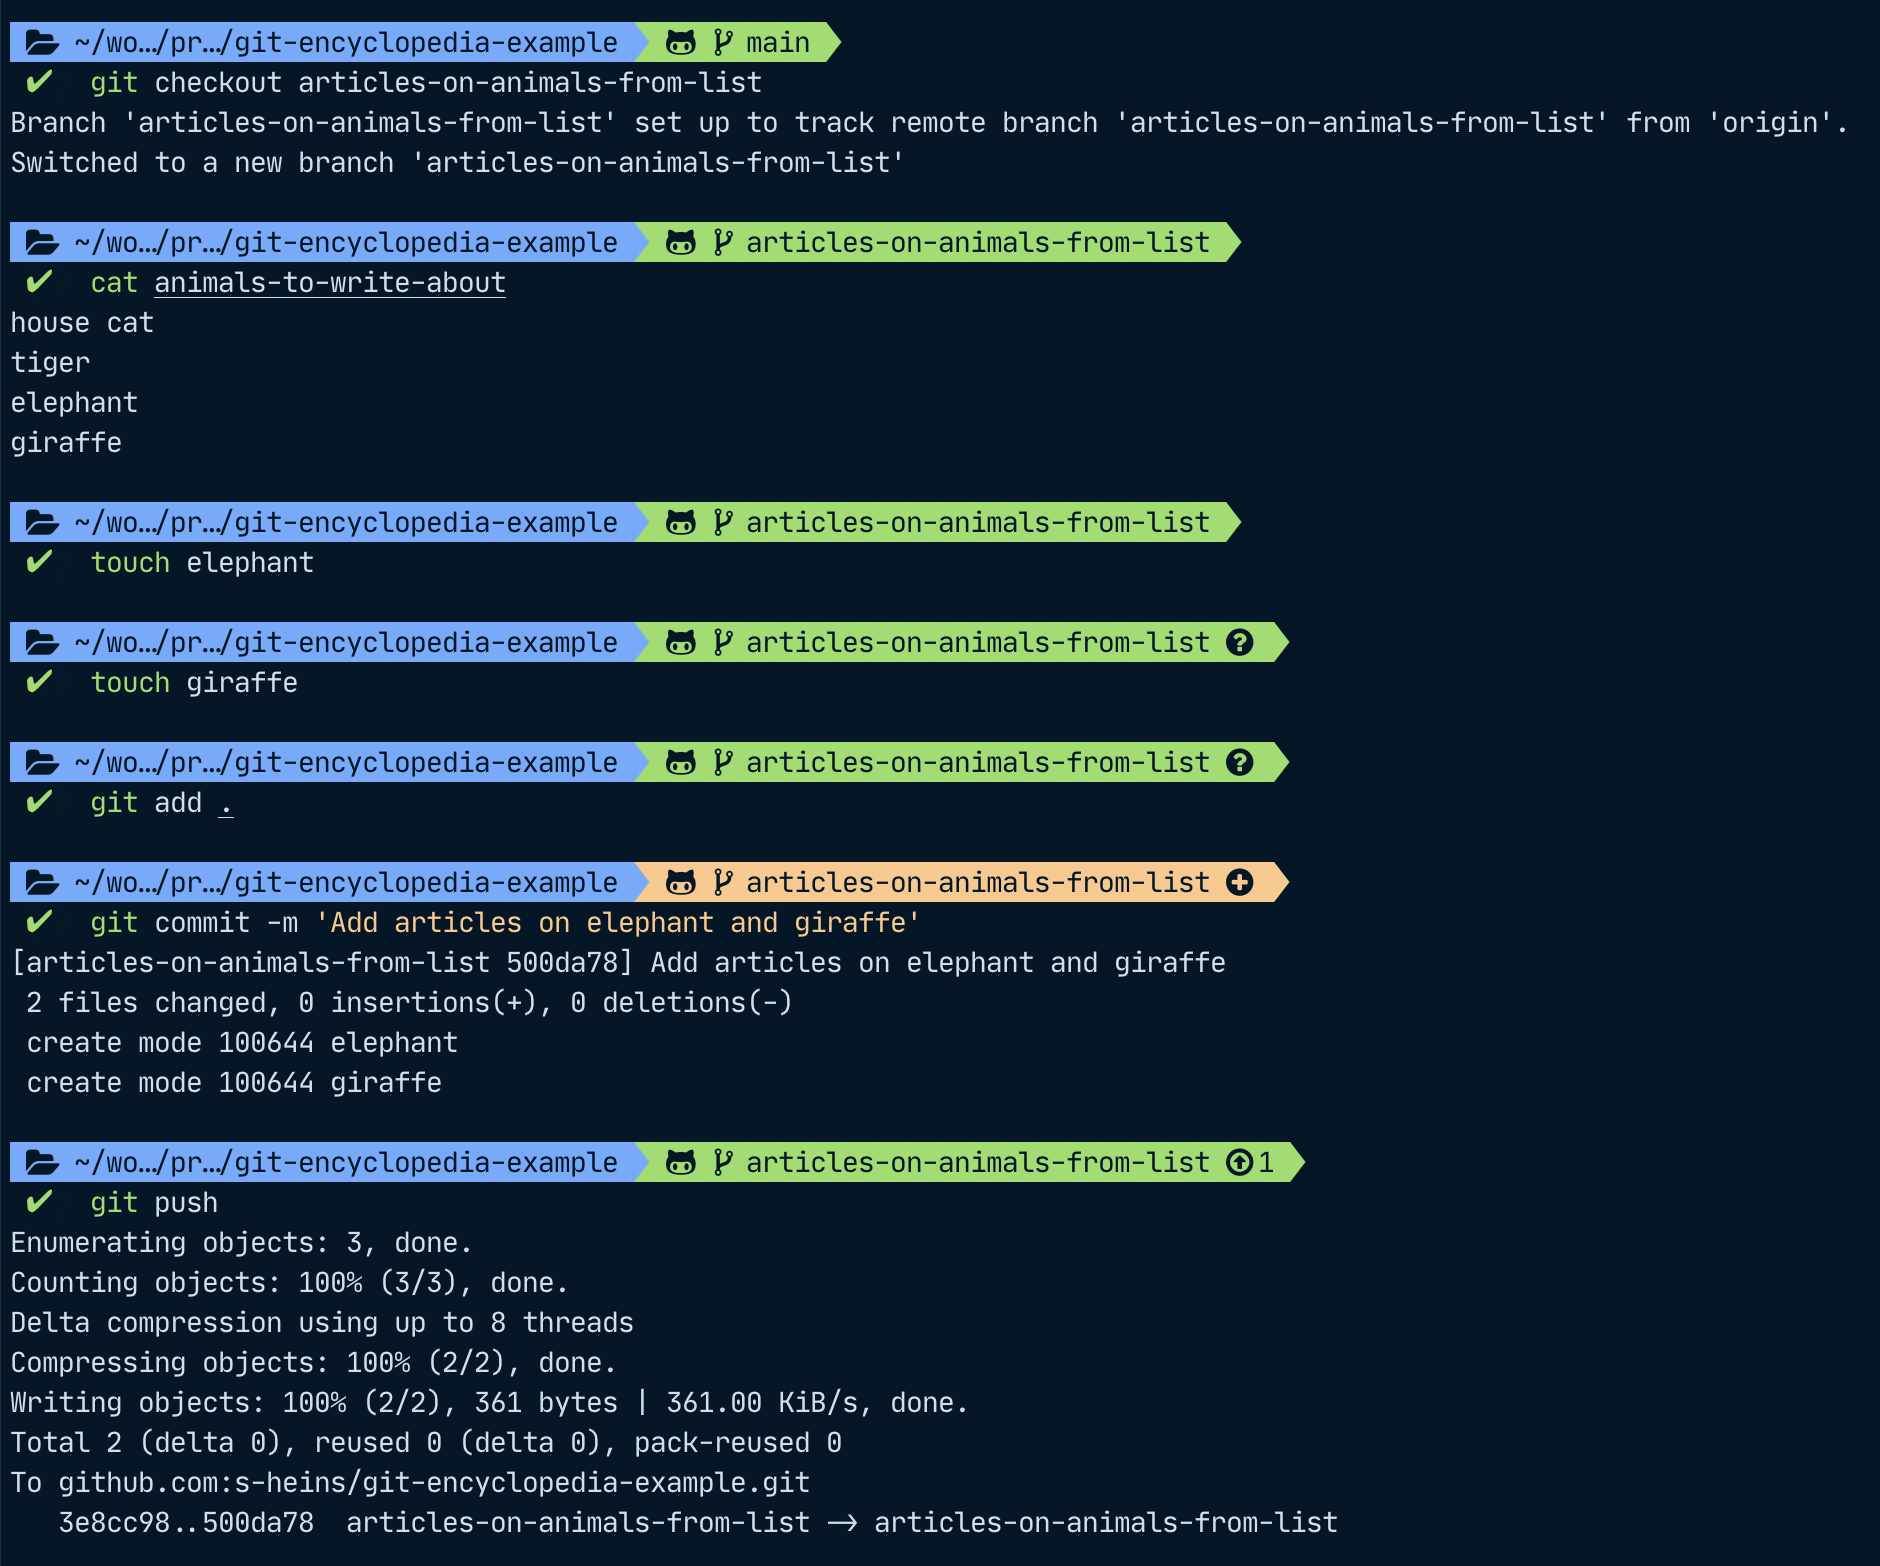 ~/wo…/pr…/git-encyclopedia-example main
✔ git checkout articles-on-animals-from-list
Branch 'articles-on-animals-from-list' set up to track remote branch 'articles-on-animals-from-list' from 'origin'.
Switched to a new branch 'articles-on-animals-from-list'
~/wo…/pr…/git-encyclopedia-example articles-on-animals-from-list
✔ cat animals-to-write-about
house cat
tiger
elephant
giraffe
~/wo…/pr…/git-encyclopedia-example articles-on-animals-from-list
✔ touch elephant
~/wo…/pr…/git-encyclopedia-example articles-on-animals-from-list ?
✔ touch giraffe
~/wo…/pr…/git-encyclopedia-example articles-on-animals-from-list ?
✔ git add .
~/wo…/pr…/git-encyclopedia-example articles-on-animals-from-list +
✔ git commit -m 'Add articles on elephant and giraffe'
[articles-on-animals-from-list 500da78] Add articles on elephant and giraffe
 2 files changed, 0 insertions(+), 0 deletions(-)
 create mode 100644 elephant
 create mode 100644 giraffe
~/wo…/pr…/git-encyclopedia-example articles-on-animals-from-list ↑1
✔ git push
Enumerating objects: 3, done.
Counting objects: 100% (3/3), done.
Delta compression using up to 8 threads
Compressing objects: 100% (2/2), done.
Writing objects: 100% (2/2), 361 bytes | 361.00 KiB/s, done.
Total 2 (delta 0), reused 0 (delta 0), pack-reused 0
To github.com:s-heins/git-encyclopedia-example.git
   3e8cc98..500da78  articles-on-animals-from-list -> articles-on-animals-from-list